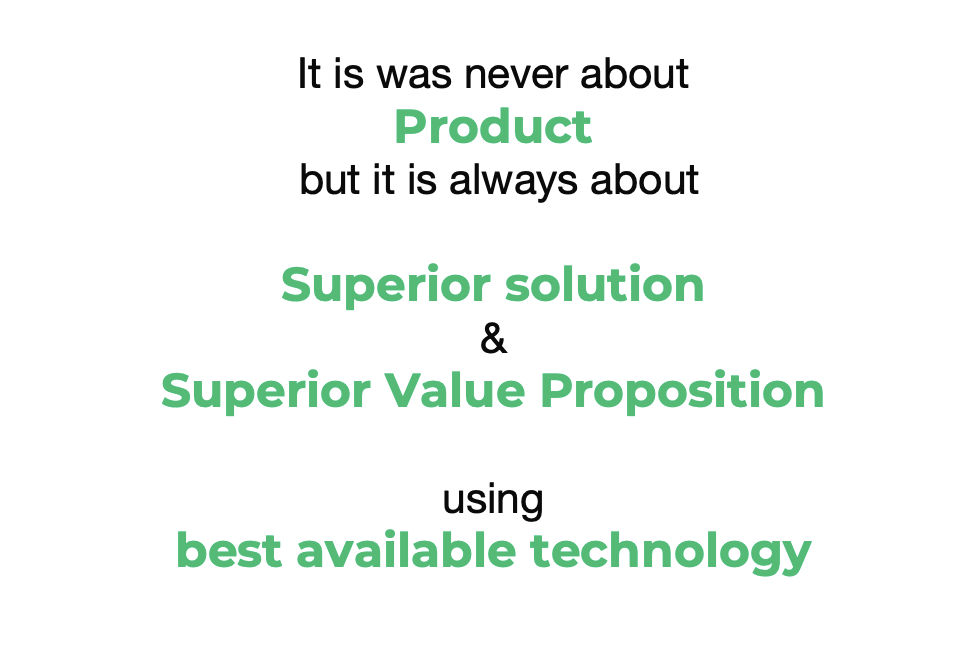 It is was never about
Product
but it is always about
Superior solution
&
Superior Value Proposition
using
best available technology